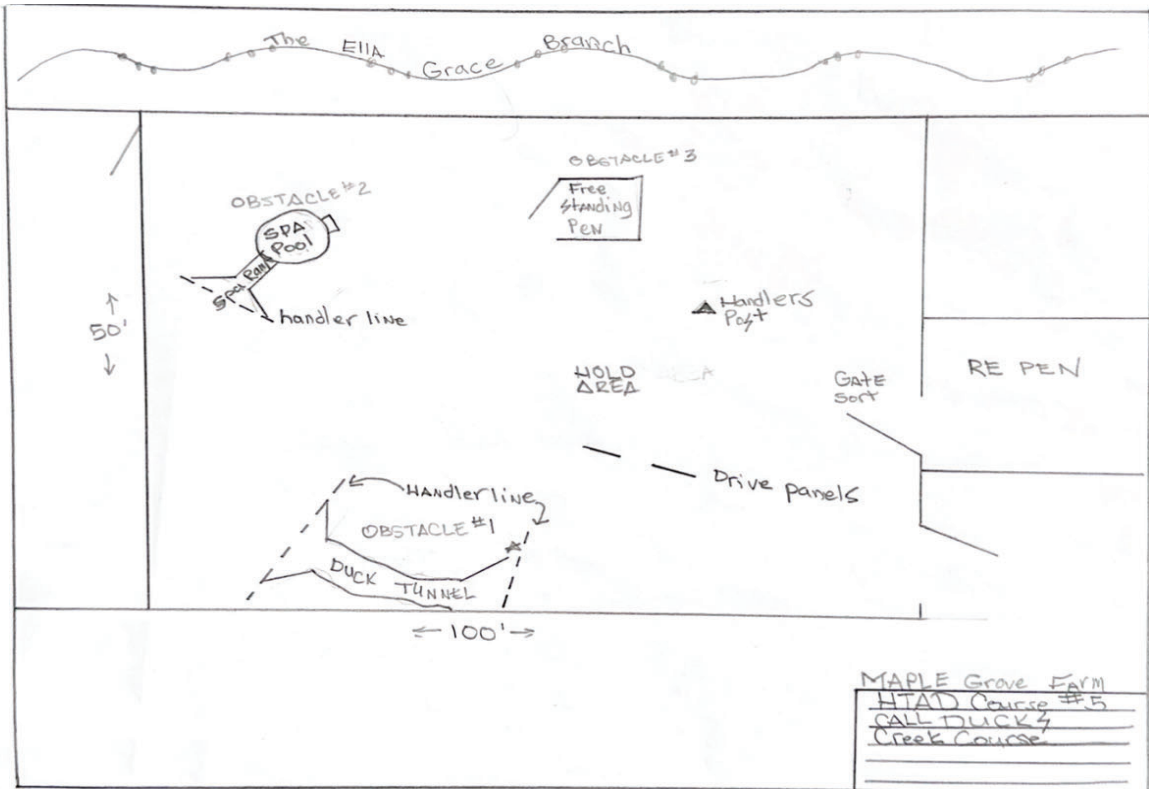 The Ella Grace Branch
OBSTACLE #3
Free
Standing
Pen
OBSTACLE #2
SPA
Pool
Spa Ramp
handler line
50'
Handlers
Post
HOLD
AREA
GATE
Sort
RE PEN
Drive panels
HANDler line
OBSTACLE #1
DUCK TUNNEL
100'
MAPLE Grove Farm
HTAD Course #5
CALL DUCKS
Creek Course